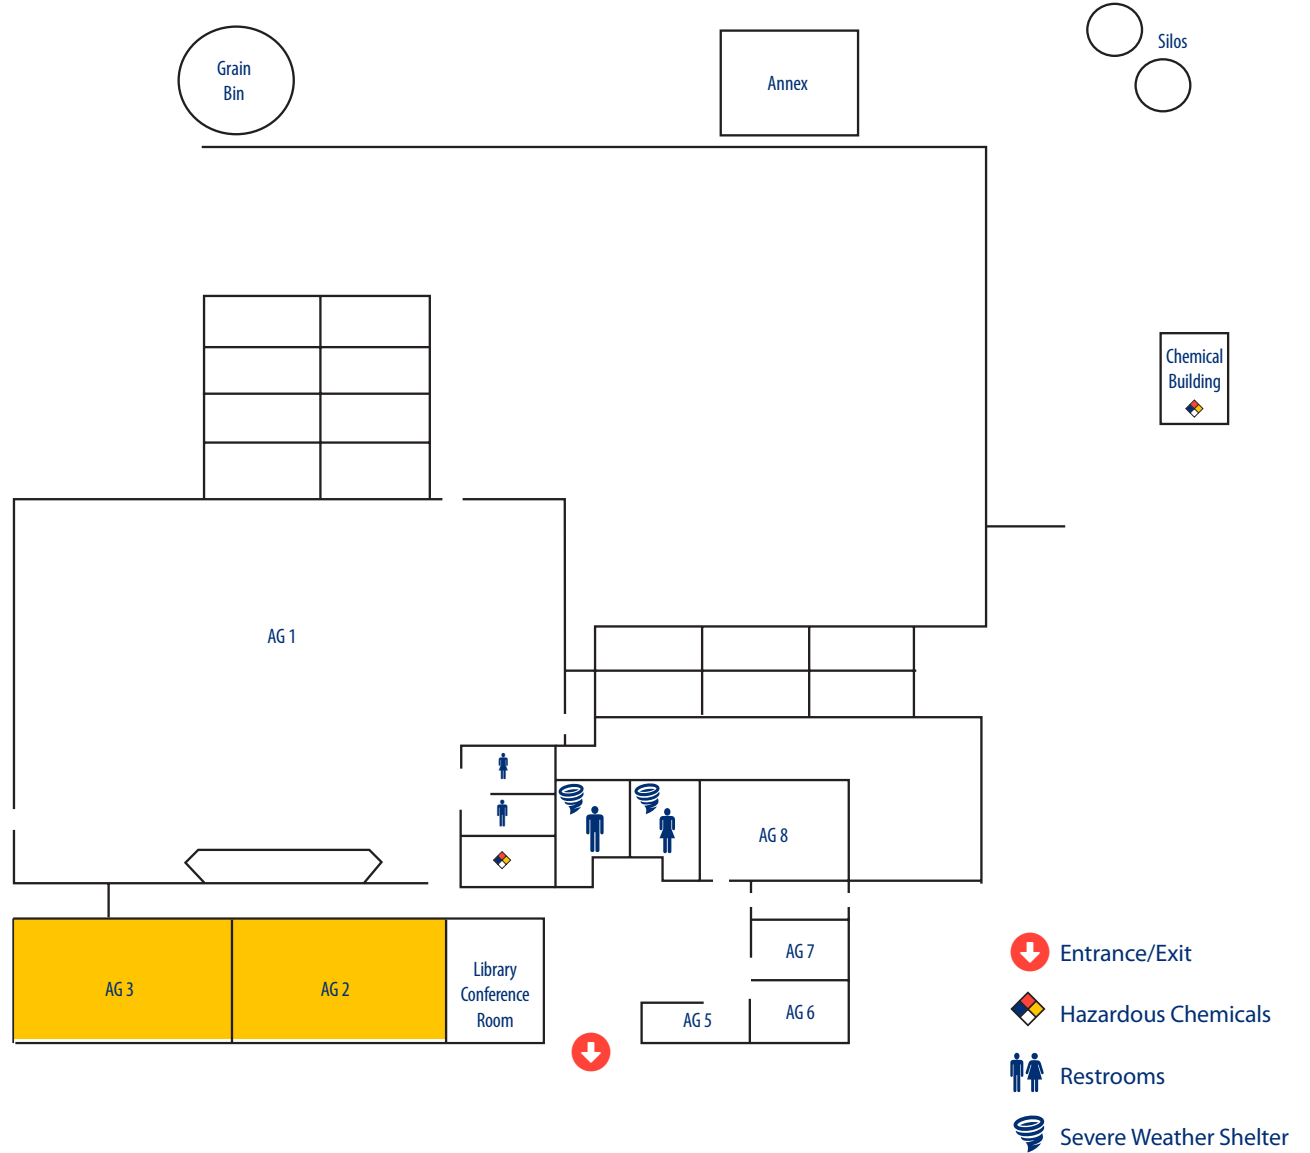 Grain
Bin
Annex
Silos
Chemical
Building
AG 1
AG 8
AG 7
AG 3
AG 2
Library
Conference
Room
AG 5
AG 6
Entrance/Exit
Hazardous Chemicals
Restrooms
Severe Weather Shelter